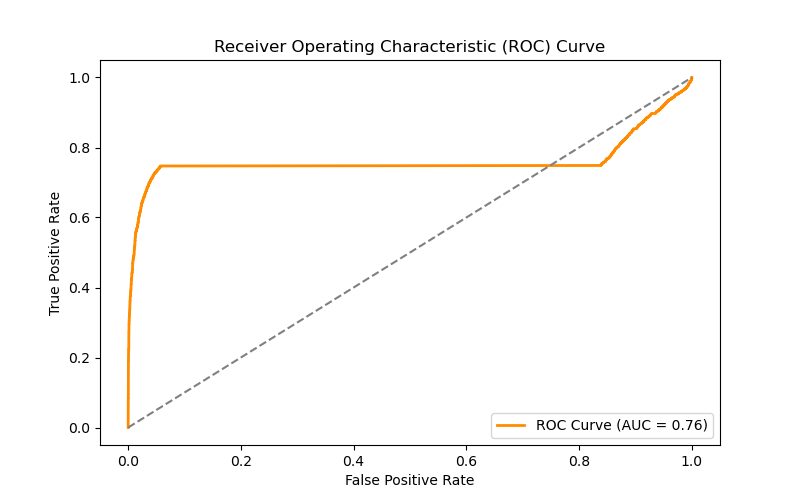 Receiver Operating Characteristic (ROC) Curve
1.0
0.8
0.6
0.4
0.2
0.0
True Positive Rate
ROC Curve (AUC = 0.76)
0.0 0.2 0.4 0.6 0.8 1.0
False Positive Rate